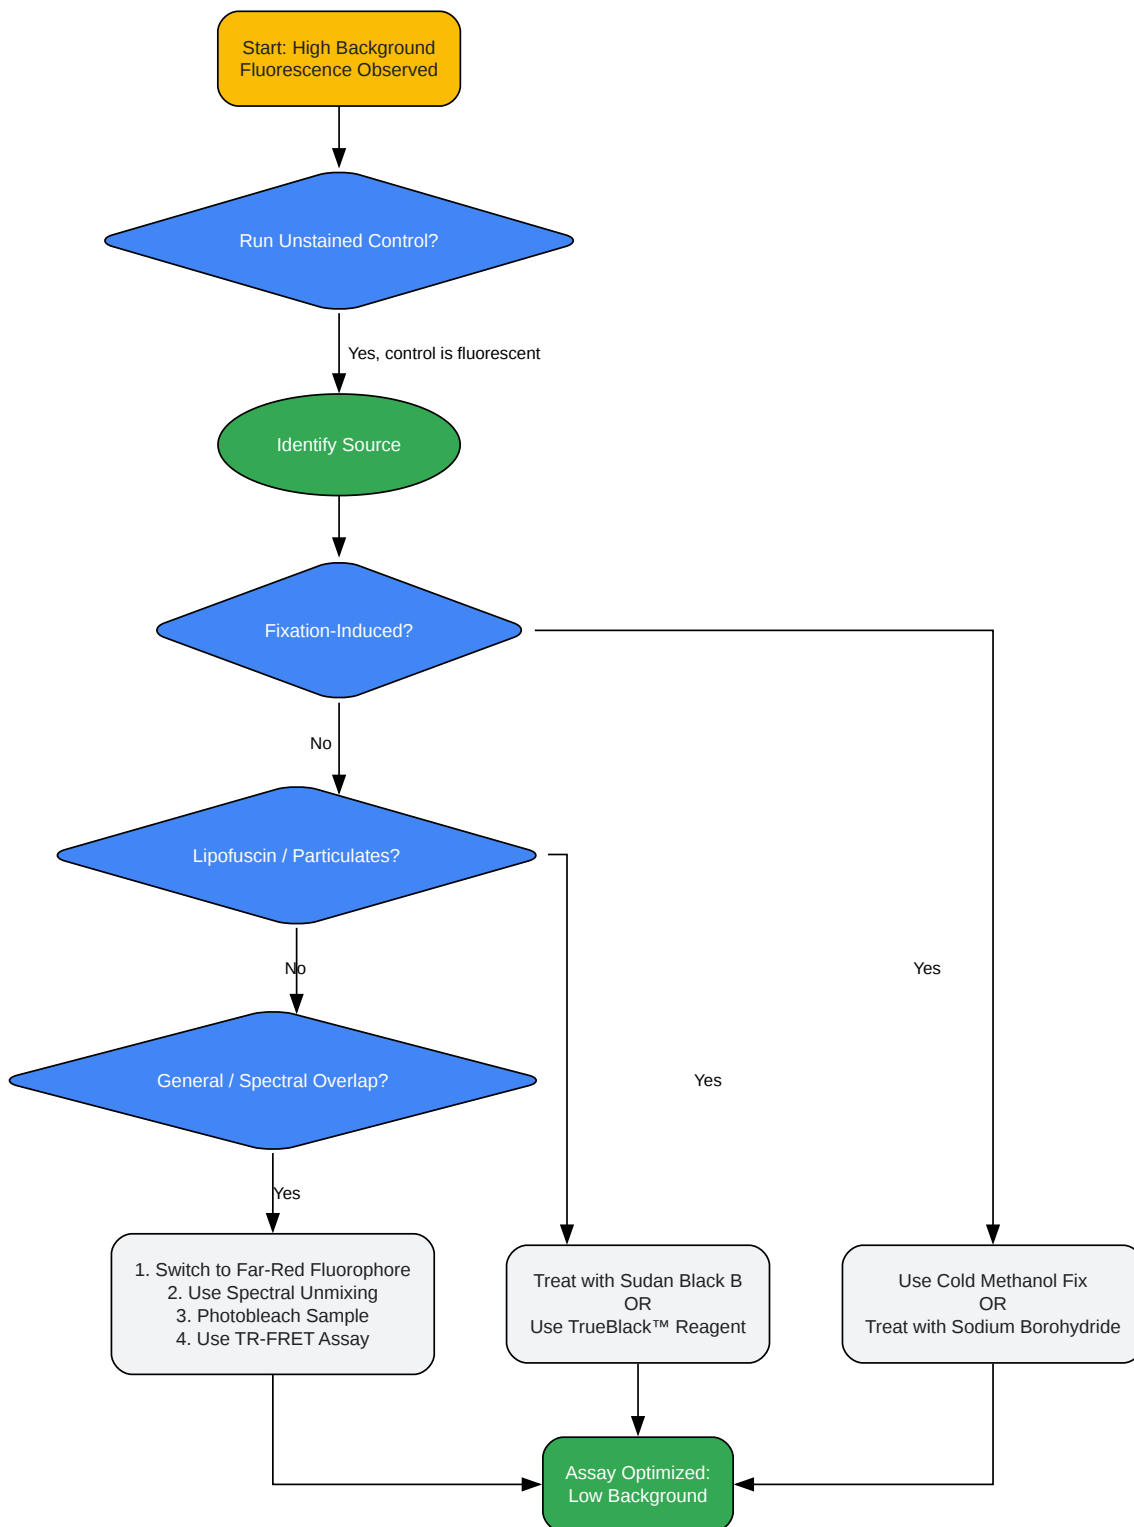 Start: High Background
Fluorescence Observed
Run Unstained Control?
Yes, control is fluorescent
Identify Source
Fixation-Induced?
No
Lipofuscin / Particulates?
No
Yes
General / Spectral Overlap?
Yes
Yes
1. Switch to Far-Red Fluorophore
2. Use Spectral Unmixing
3. Photobleach Sample
4. Use TR-FRET Assay
Treat with Sudan Black B
OR
Use TrueBlack™ Reagent
Use Cold Methanol Fix
OR
Treat with Sodium Borohydride
Assay Optimized:
Low Background